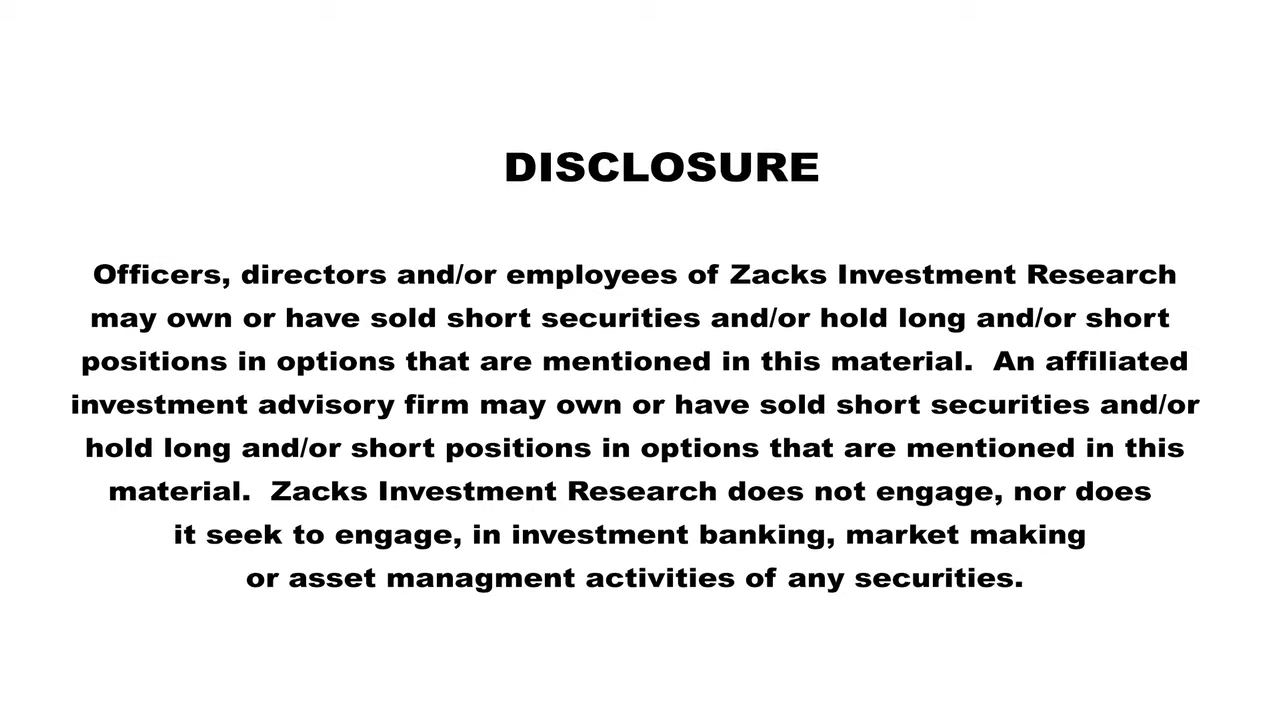 DISCLOSURE
Officers, directors and/or employees of Zacks Investment Research
may own or have sold short securities and/or hold long and/or short
positions in options that are mentioned in this material.  An affiliated
investment advisory firm may own or have sold short securities and/or
hold long and/or short positions in options that are mentioned in this
material.  Zacks Investment Research does not engage, nor does
it seek to engage, in investment banking, market making
or asset managment activities of any securities.